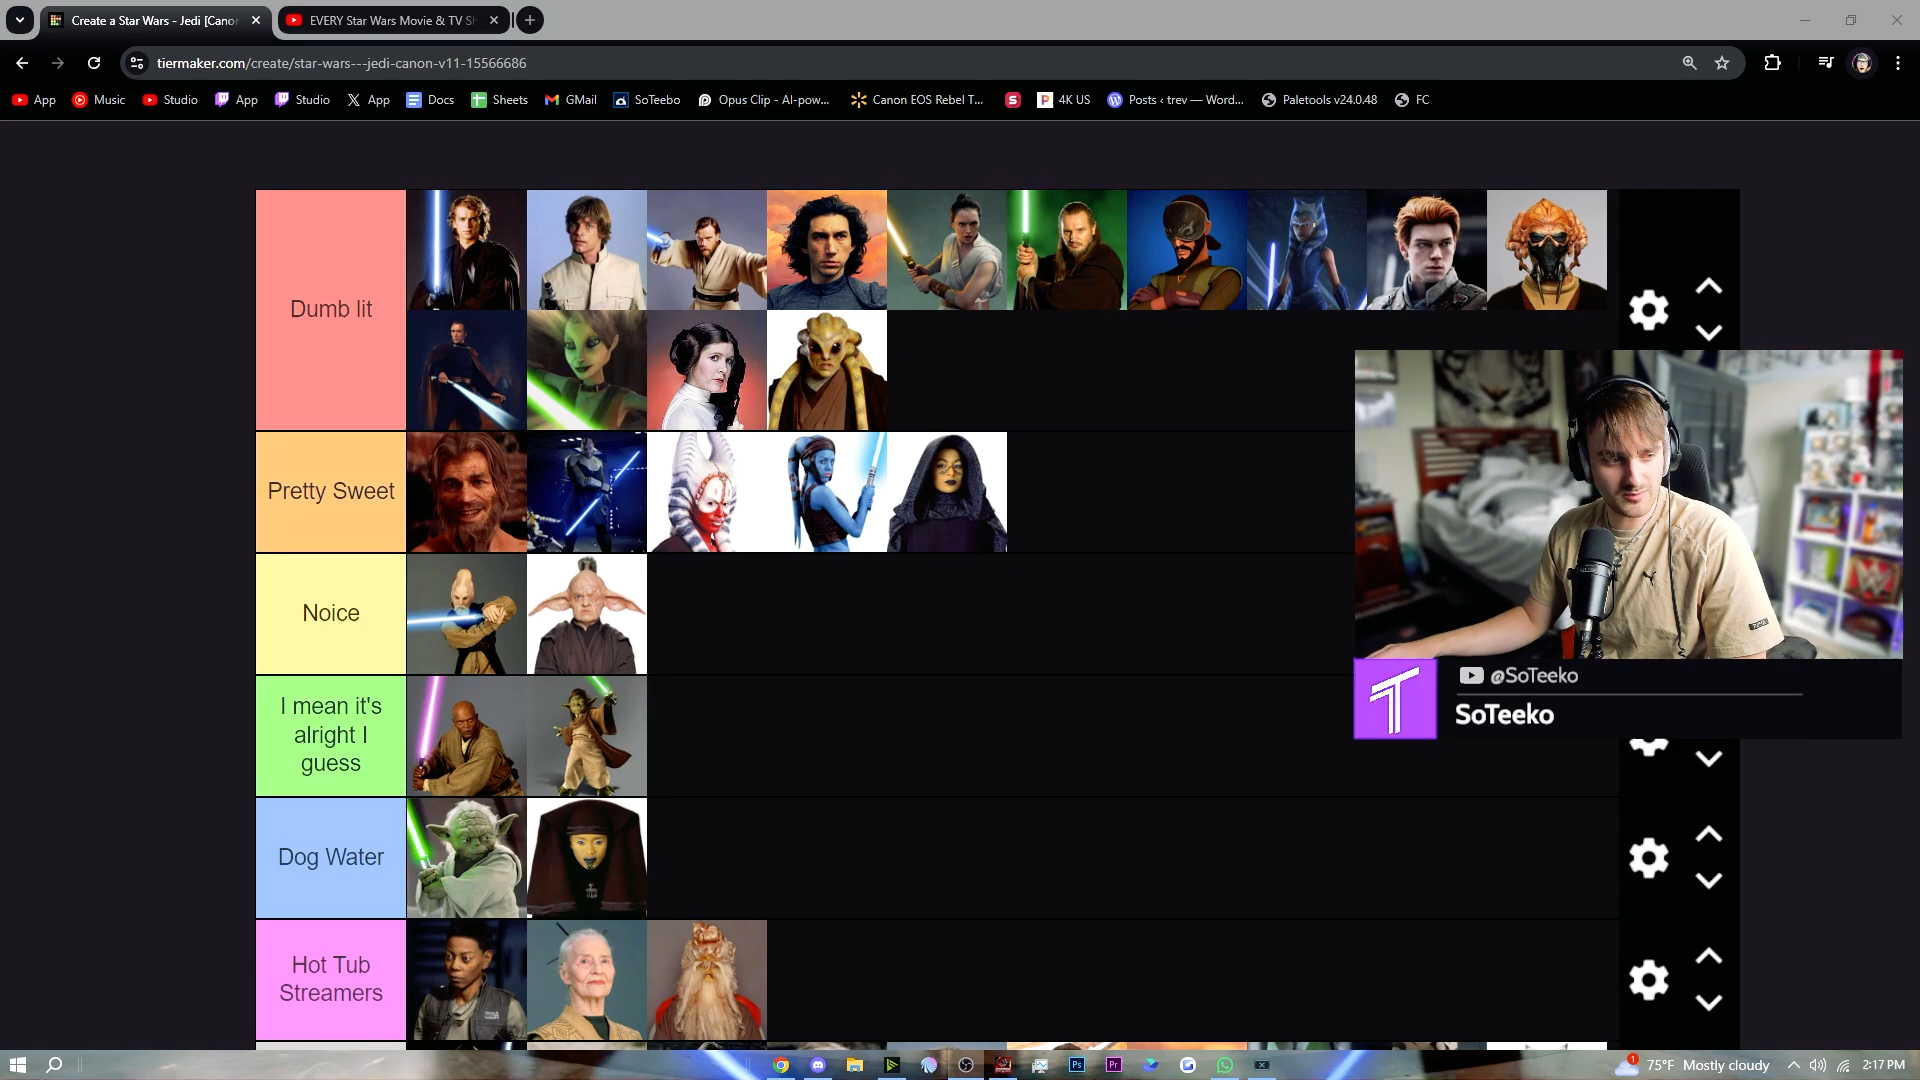 Create a Star Wars - Jedi [Canon
EVERY Star Wars Movie & TV S
tiermaker.com/create/star-wars---jedi-canon-v11-15566686
App
Music
Studio
App
Studio
App
Docs
Sheets
GMail
SoTeebo
Opus Clip - AI-pow...
Canon EOS Rebel T...
4K US
Posts ‹ trev — Word...
Paletools v24.0.48
FC
Dumb lit
Pretty Sweet
Noice
I mean it's
alright I
guess
Dog Water
Hot Tub
Streamers
@SoTeeko
SoTeeko
1
75°F Mostly cloudy
2:17 PM